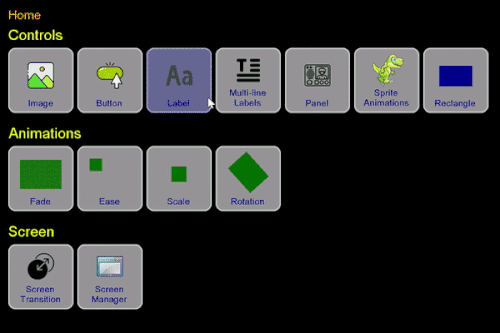 Home
Controls
Aa
Image
Button
Label
Multi-line
Labels
Panel
Sprite
Animations
Rectangle
Animations
Fade
Ease
Scale
Rotation
Screen
Screen
Transition
Screen
Manager